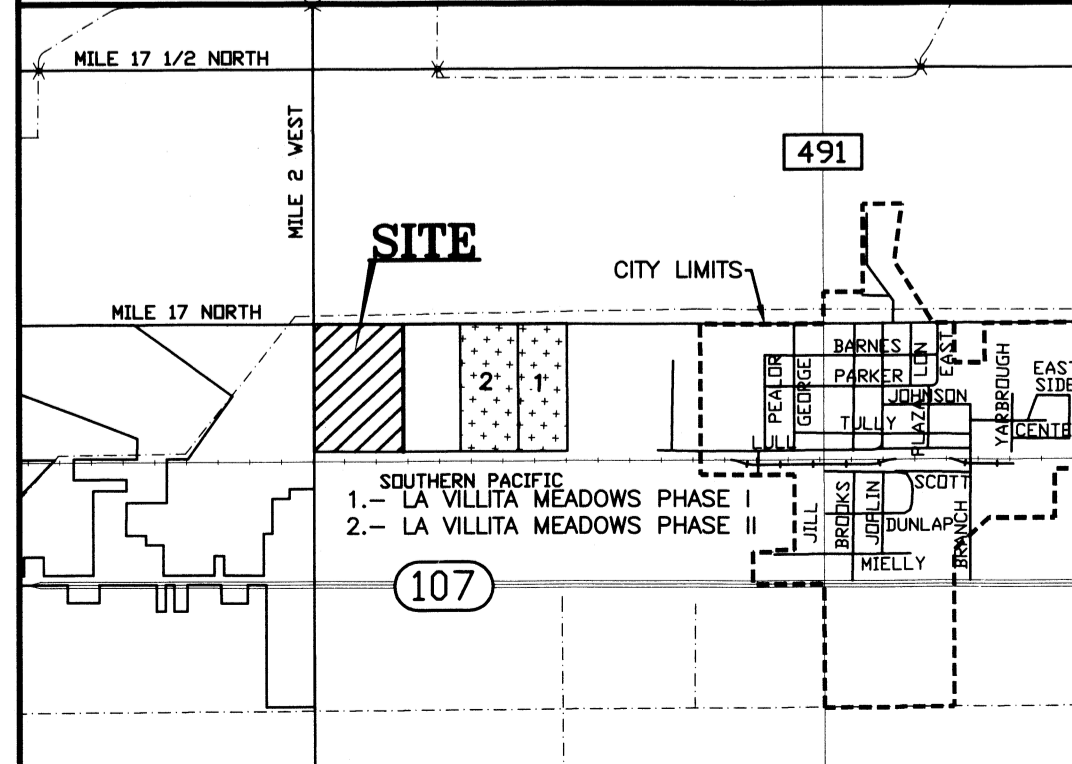 MILE 17 1/2 NORTH
MILE 2 WEST
491
SITE
CITY LIMITS
MILE 17 NORTH
BARNES
PARKER
JOHNSON
TULLY
PEALOR
GEORGE
LULL
PLAZA
LON
EAST
YARBROUGH
EAST
SIDE
CENTE
2
1
SOUTHERN PACIFIC
1.– LA VILLITA MEADOWS PHASE I
2.– LA VILLITA MEADOWS PHASE II
SCOTT
JILL
BROOKS
JOPLIN
DUNLAP
BRANCH
MIELLY
107